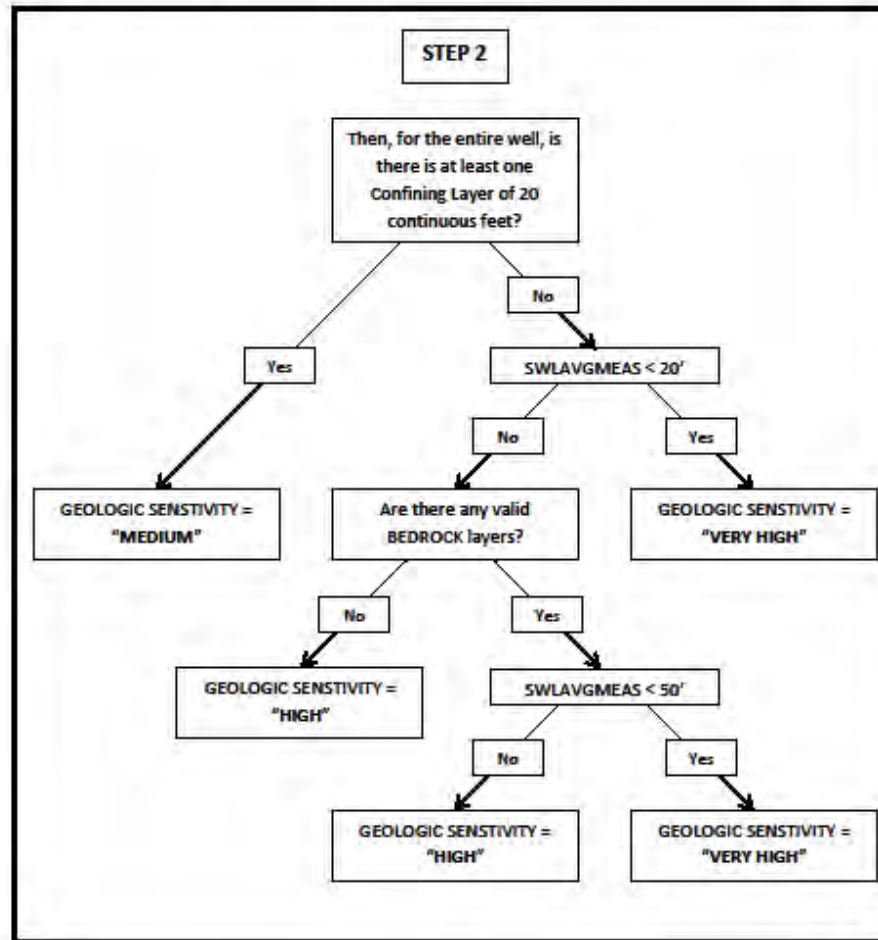 STEP 2
Then, for the entire well, is
there is at least one
Confining Layer of 20
continuous feet?
No
Yes
SWLAVGMEAS < 20'
No
Yes
GEOLOGIC SENSTIVITY =
"MEDIUM"
Are there any valid
BEDROCK layers?
GEOLOGIC SENSTIVITY =
"VERY HIGH"
No
Yes
GEOLOGIC SENSTIVITY =
"HIGH"
SWLAVGMEAS < 50'
No
Yes
GEOLOGIC SENSTIVITY =
"HIGH"
GEOLOGIC SENSTIVITY =
"VERY HIGH"